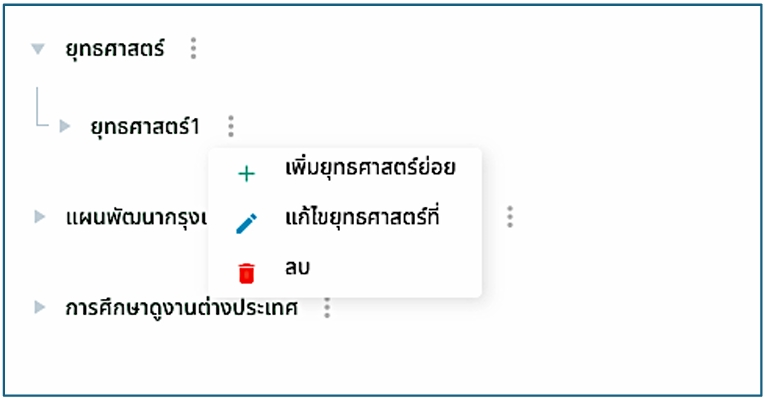 ยุทธศาสตร์
ยุทธศาสตร์1
เพิ่มยุทธศาสตร์ย่อย
แก้ไขยุทธศาสตร์ที่
แผนพัฒนากรุง
ลบ
การศึกษาดูงานต่างประเทศ